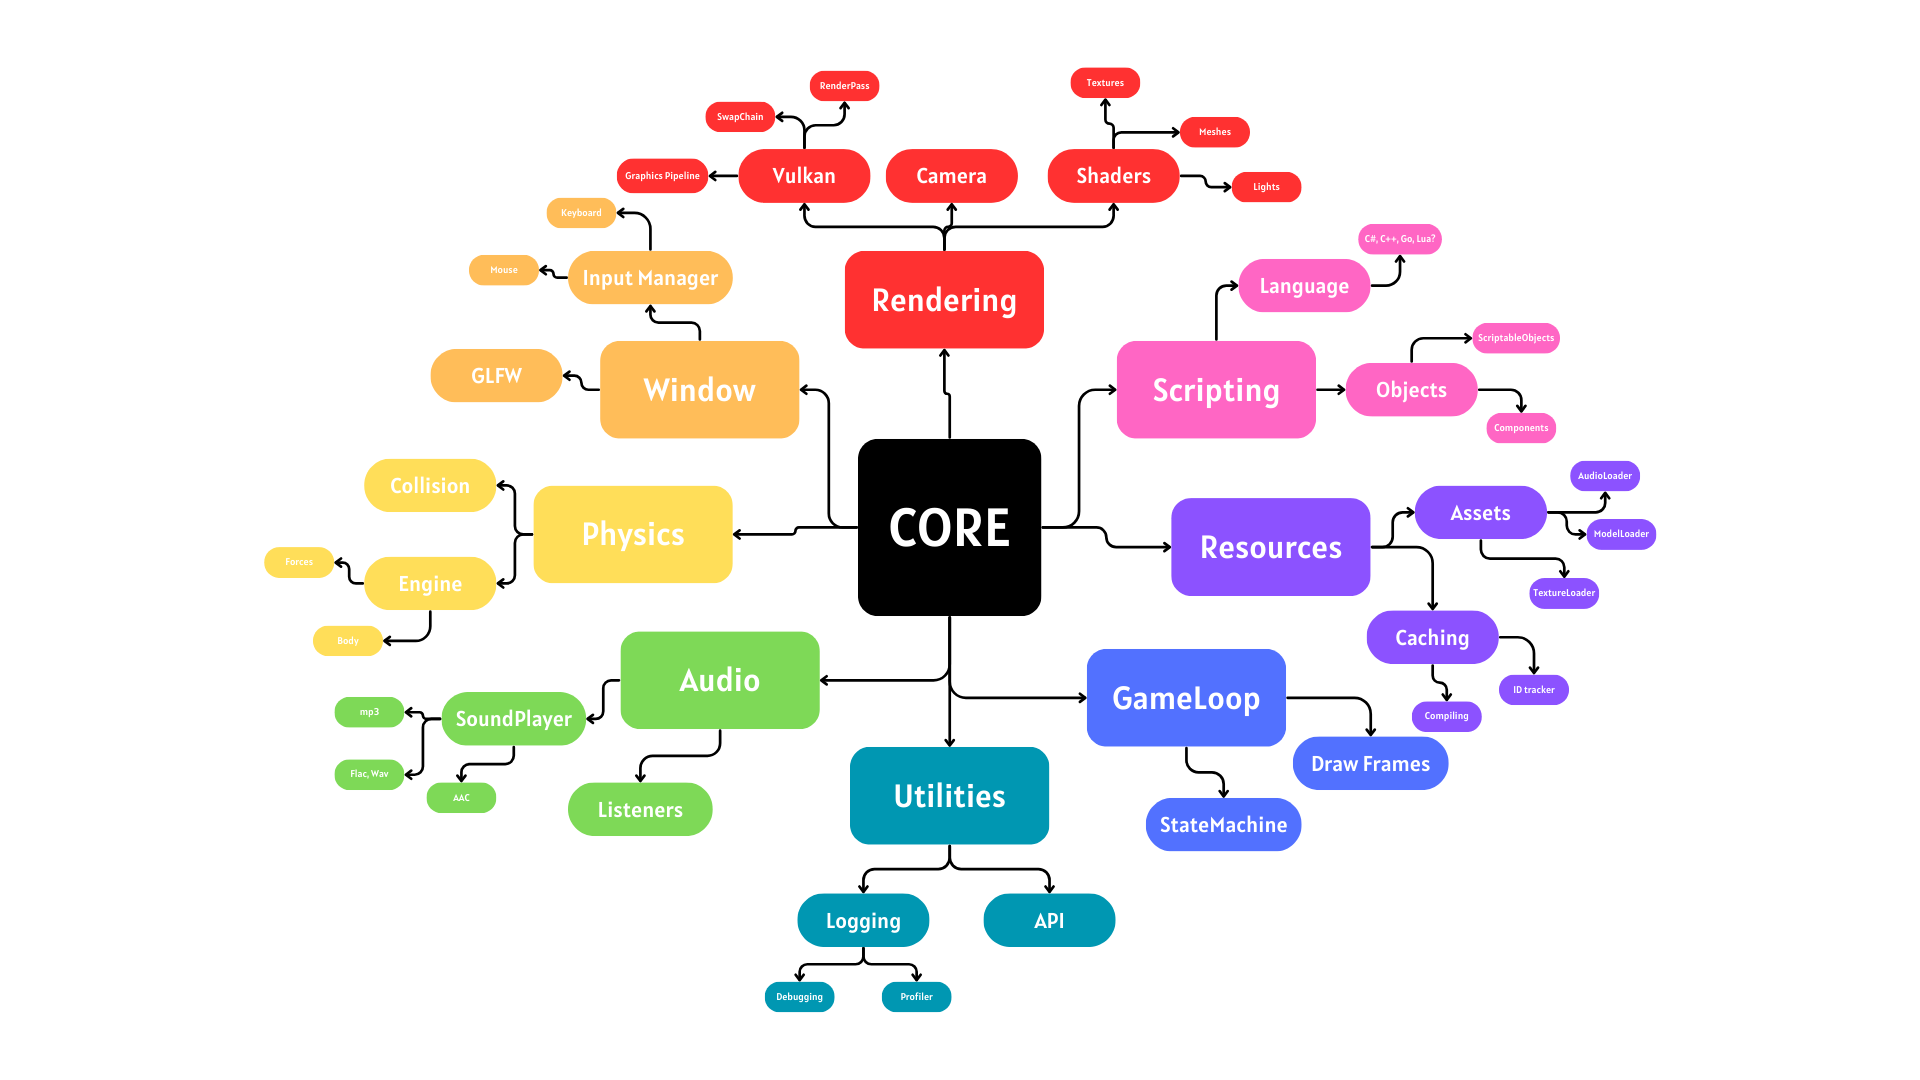 Textures
RenderPass
SwapChain
Meshes
Vulkan
Camera
Shaders
Graphics Pipeline
Lights
Keyboard
C#, C++, Go, Lua?
Mouse
Input Manager
Language
Rendering
ScriptableObjects
GLFW
Window
Scripting
Objects
Components
AudioLoader
Collision
Assets
Physics
CORE
Resources
ModelLoader
Forces
Engine
TextureLoader
Body
Caching
Audio
GameLoop
ID tracker
mp3
SoundPlayer
Compiling
Flac, Wav
Draw Frames
AAC
Listeners
Utilities
StateMachine
Logging
API
Debugging
Profiler